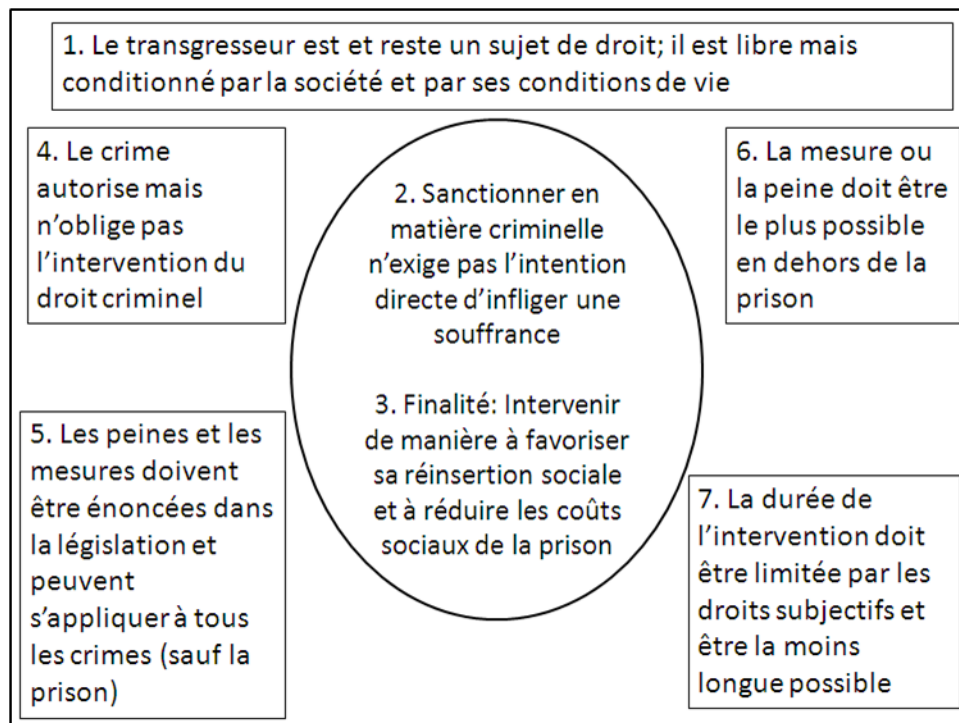 1. Le transgresseur est et reste un sujet de droit; il est libre mais
conditionné par la société et par ses conditions de vie
2. Sanctionner en
matière criminelle
n'exige pas l'intention
directe d'infliger une
souffrance
3. Finalité: Intervenir
de manière à favoriser
sa réinsertion sociale
et à réduire les coûts
sociaux de la prison
4. Le crime
autorise mais
n'oblige pas
l'intervention du
droit criminel
5. Les peines et les
mesures doivent
être énoncées dans
la législation et
peuvent
s'appliquer à tous
les crimes (sauf la
prison)
6. La mesure ou
la peine doit être
le plus possible
en dehors de la
prison
7. La durée de
l'intervention doit
être limitée par les
droits subjectifs et
être la moins
longue possible